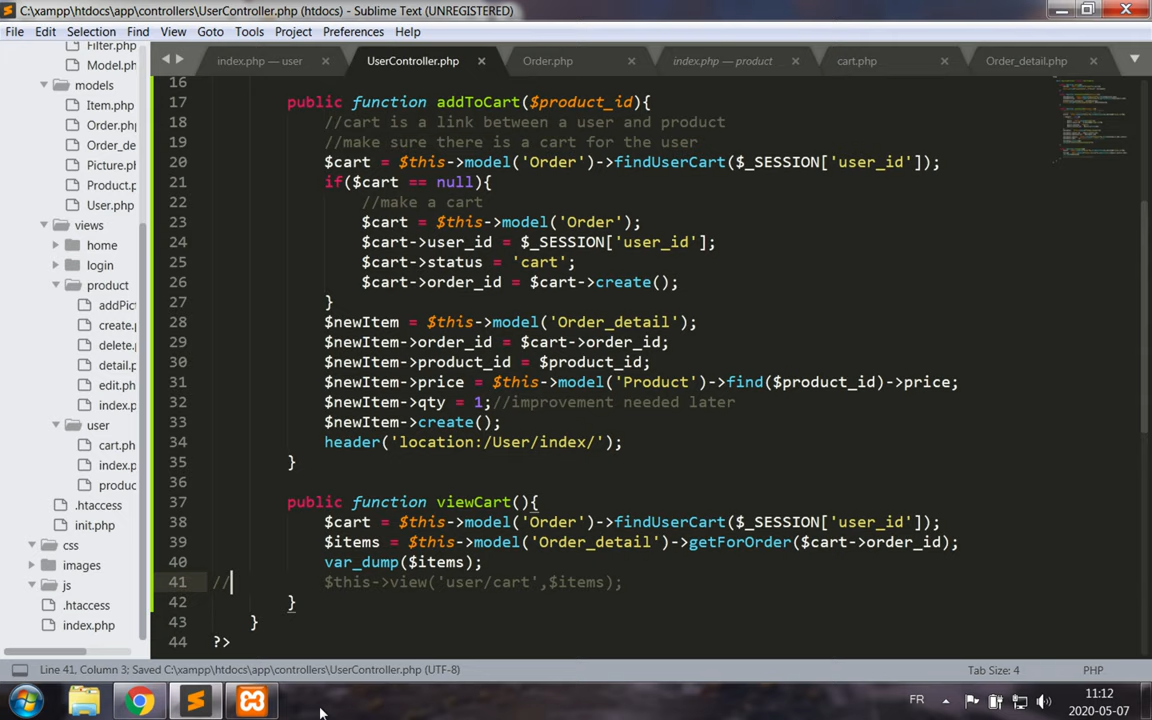 C:\xampp\htdocs\app\controllers\UserController.php (htdocs) - Sublime Text (UNREGISTERED)
File Edit Selection Find View Goto Tools Project Preferences Help
index.php — user UserController.php Order.php index.php — product cart.php Order_detail.php
Filter.php
Model.ph
models
Item.php
Order.php
Order_de
Picture.ph
Product.p
User.php
views
home
login
product
addPict
create.p
delete.p
detail.p
edit.ph
index.p
user
cart.ph
index.p
produc
.htaccess
init.php
css
images
js
.htaccess
index.php
16
17 public function addToCart($product_id){
18 //cart is a link between a user and product
19 //make sure there is a cart for the user
20 $cart = $this->model('Order')->findUserCart($_SESSION['user_id']);
21 if($cart == null){
22 //make a cart
23 $cart = $this->model('Order');
24 $cart->user_id = $_SESSION['user_id'];
25 $cart->status = 'cart';
26 $cart->order_id = $cart->create();
27 }
28 $newItem = $this->model('Order_detail');
29 $newItem->order_id = $cart->order_id;
30 $newItem->product_id = $product_id;
31 $newItem->price = $this->model('Product')->find($product_id)->price;
32 $newItem->qty = 1;//improvement needed later
33 $newItem->create();
34 header('location:/User/index/');
35 }
36
37 public function viewCart(){
38 $cart = $this->model('Order')->findUserCart($_SESSION['user_id']);
39 $items = $this->model('Order_detail')->getForOrder($cart->order_id);
40 var_dump($items);
41 // $this->view('user/cart',$items);
42 }
43 }
44 ?>
Line 41, Column 3; Saved C:\xampp\htdocs\app\controllers\UserController.php (UTF-8) Tab Size: 4 PHP
FR 11:12
2020-05-07